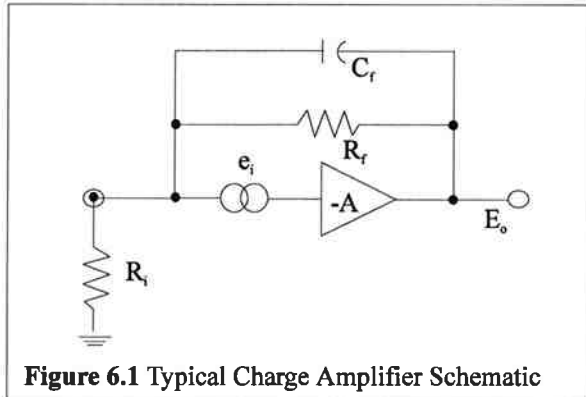 C_f
R_f
e_i
-A
E_o
R_i
Figure 6.1 Typical Charge Amplifier Schematic